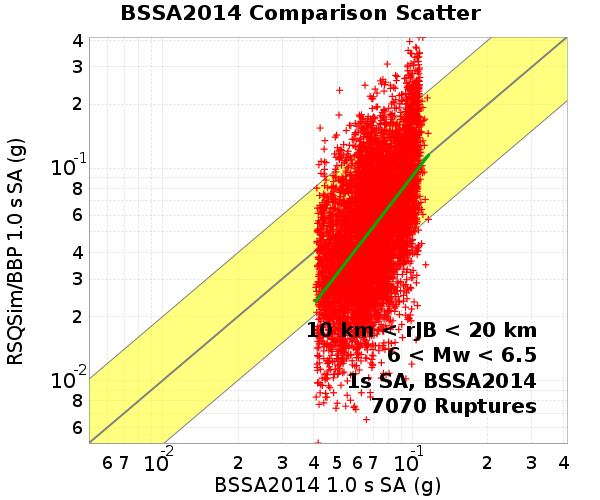 BSSA2014 Comparison Scatter
RSQSim/BBP 1.0 s SA (g)
4
3
2
10-1
8
6
4
3
2
10-2
8
6
10 km < rJB < 20 km
6 < Mw < 6.5
1s SA, BSSA2014
7070 Ruptures
6 7 10-2 2 3 4 5 6 7 10-1 2 3 4
BSSA2014 1.0 s SA (g)